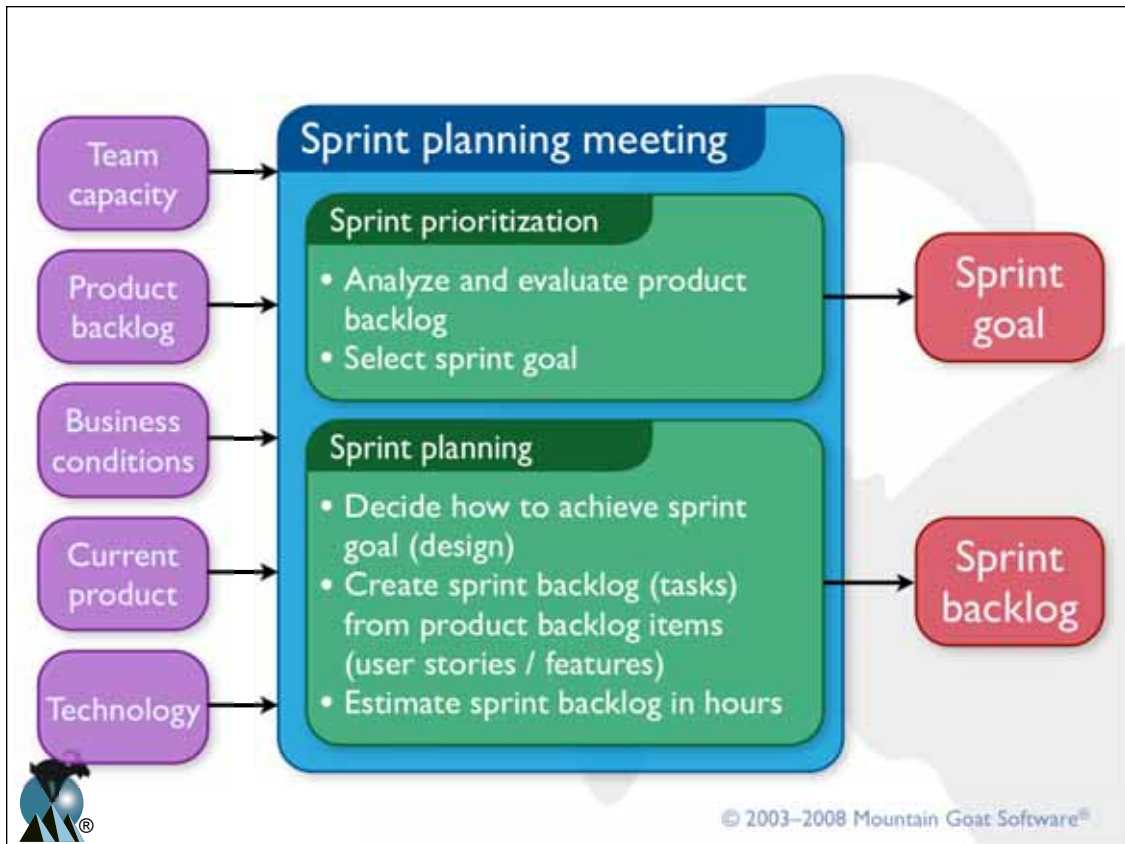 Team
capacity
Product
backlog
Business
conditions
Current
product
Technology
Sprint planning meeting
Sprint prioritization
• Analyze and evaluate product
backlog
• Select sprint goal
Sprint planning
• Decide how to achieve sprint
goal (design)
• Create sprint backlog (tasks)
from product backlog items
(user stories / features)
• Estimate sprint backlog in hours
Sprint
goal
Sprint
backlog
®
© 2003–2008 Mountain Goat Software®